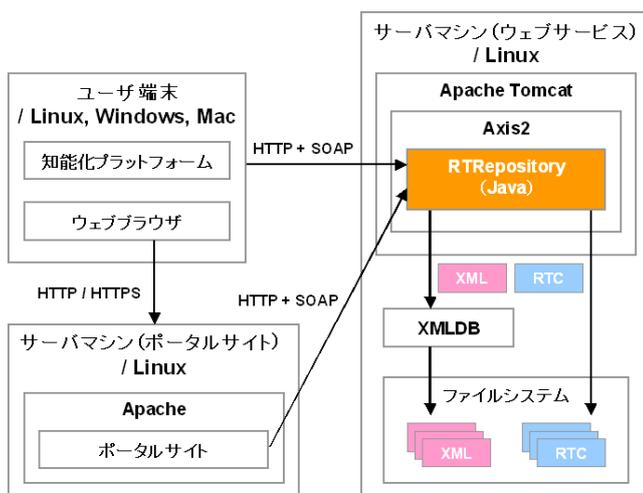 サーバマシン（ウェブサービス）
/ Linux
Apache Tomcat
Axis2
RTRepository
（Java）
ユーザ端末
/ Linux, Windows, Mac
知能化プラットフォーム
ウェブブラウザ
HTTP + SOAP
HTTP / HTTPS
HTTP + SOAP
XML
RTC
XMLDB
ファイルシステム
XML
RTC
サーバマシン（ポータルサイト）
/ Linux
Apache
ポータルサイト